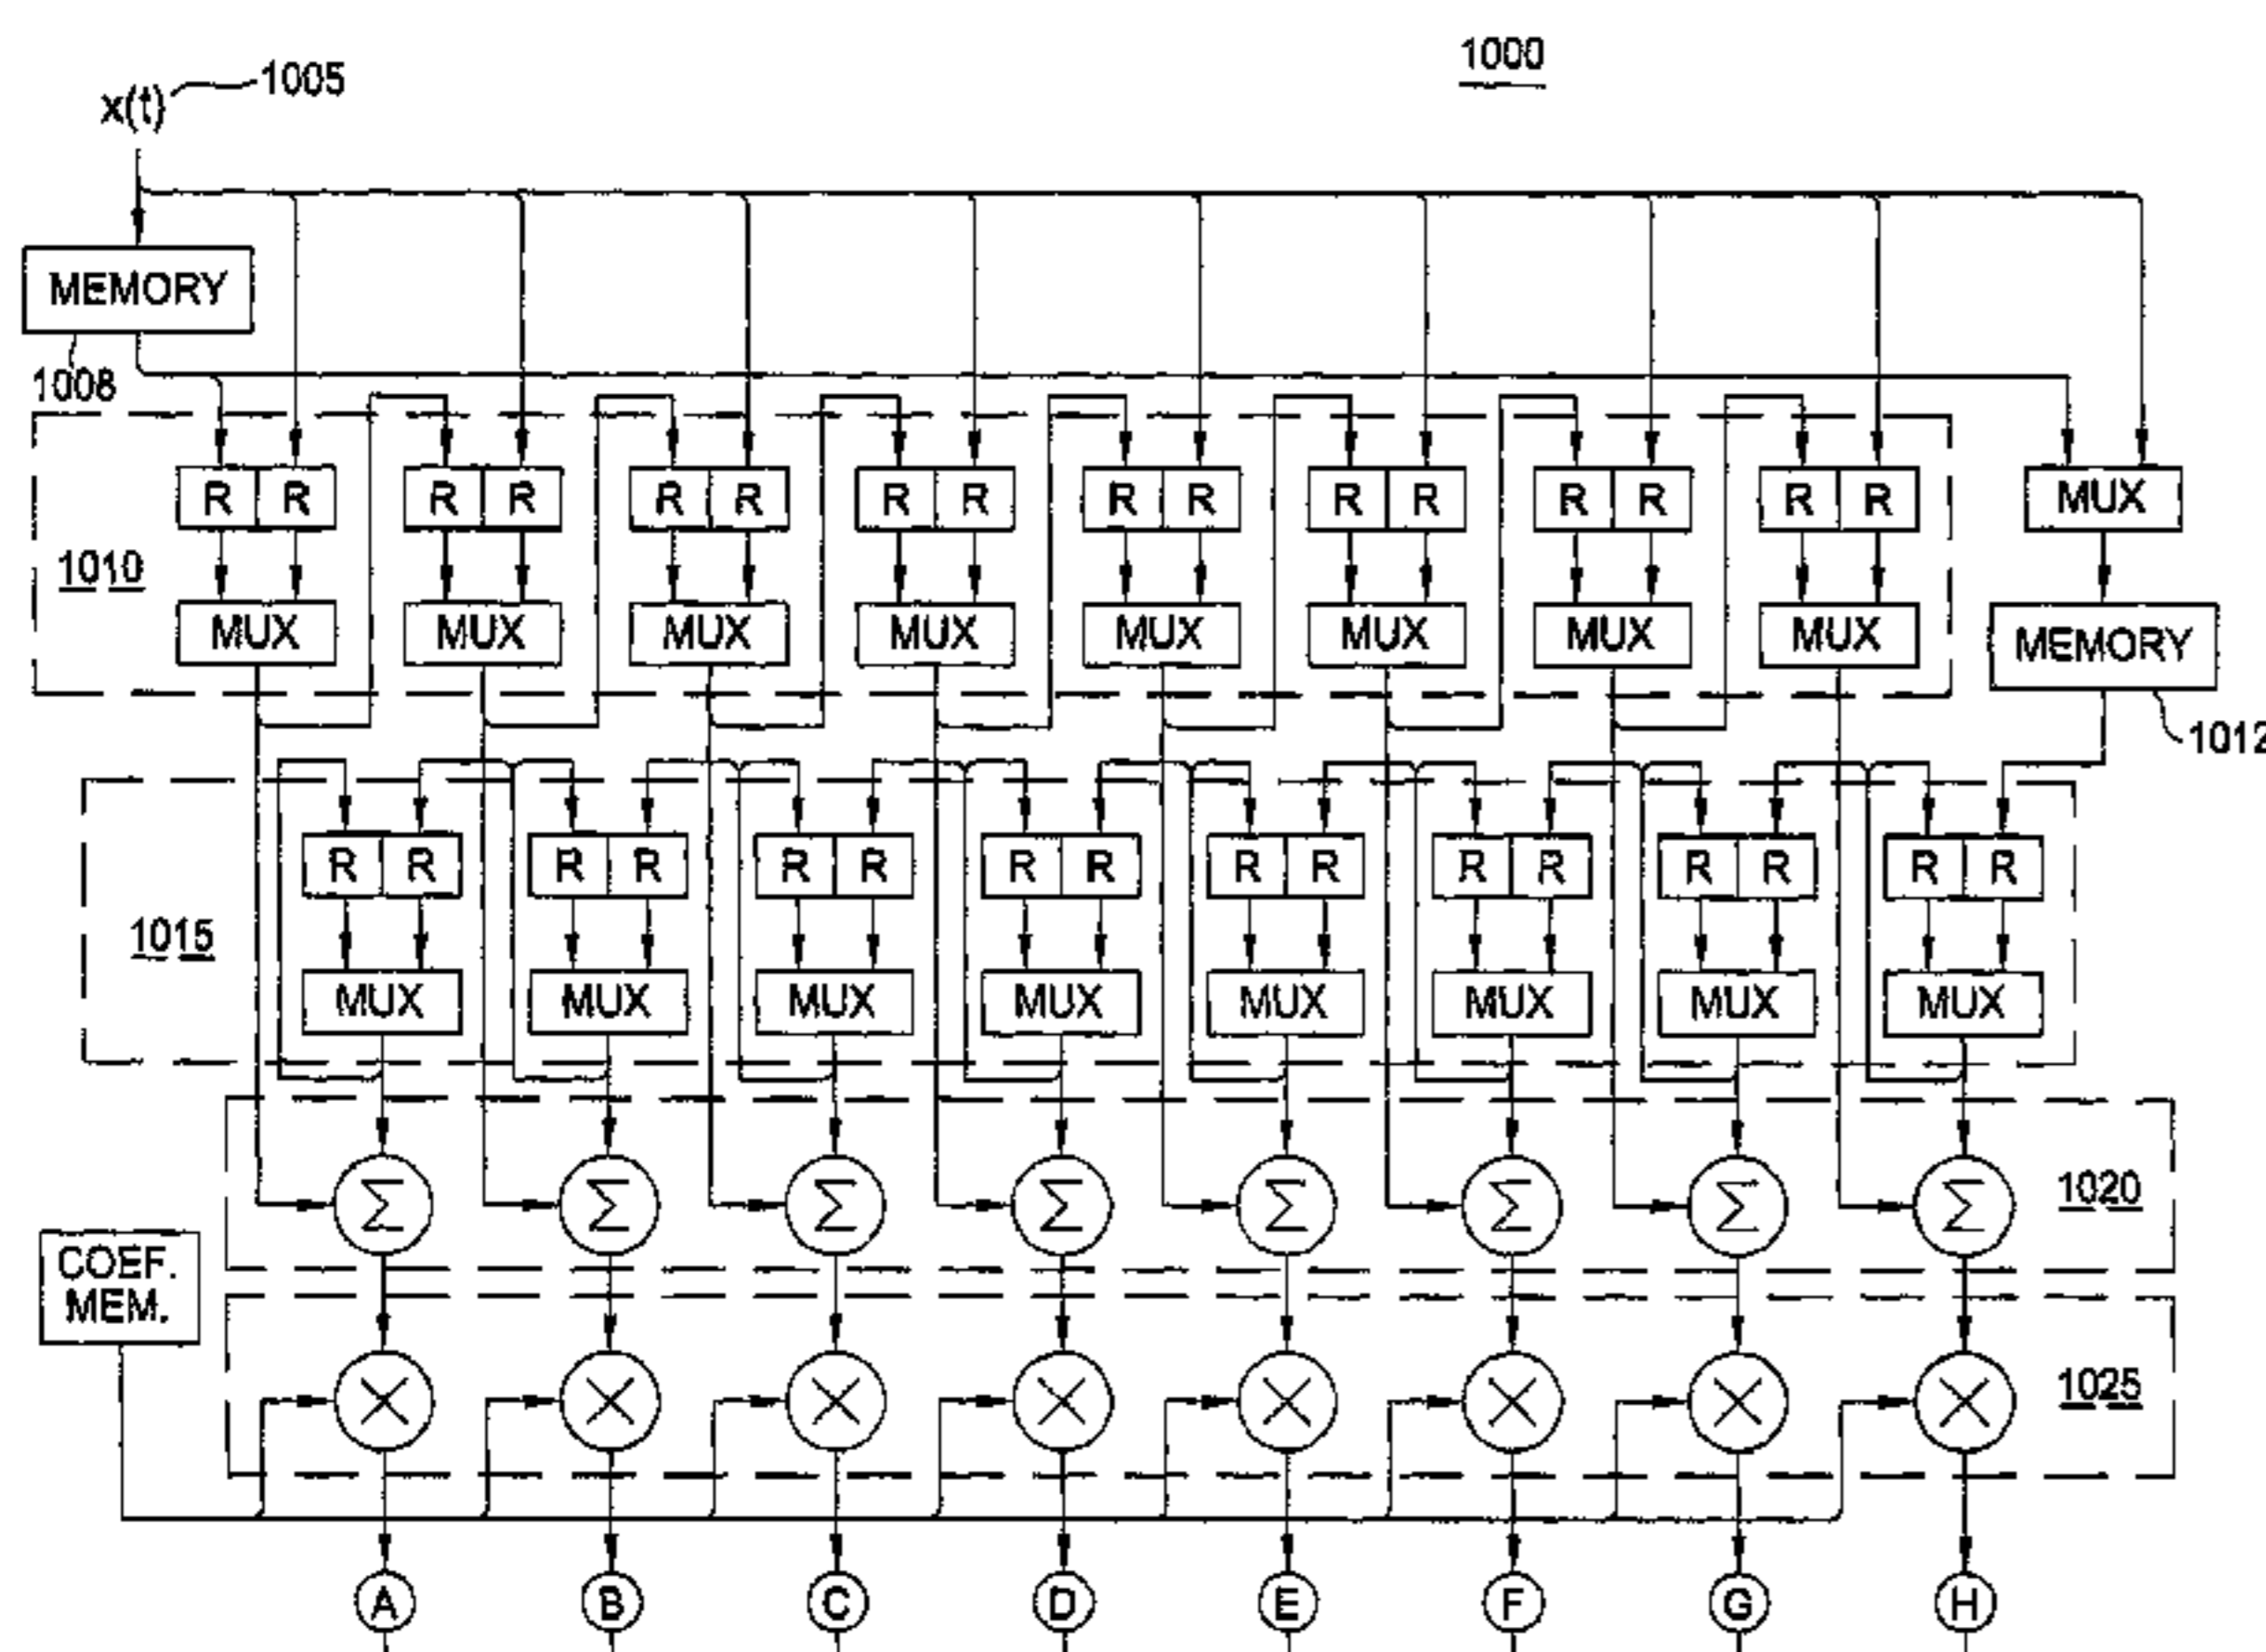 1000
x(t) 1005
MEMORY
1008
R R R R R R R R R R R R R R R R MUX
1010
MUX MUX MUX MUX MUX MUX MUX MUX MEMORY
1012
R R R R R R R R R R R R R R R R
1015
MUX MUX MUX MUX MUX MUX MUX MUX
Σ Σ Σ Σ Σ Σ Σ Σ 1020
COEF.
MEM.
× × × × × × × × 1025
A B C D E F G H